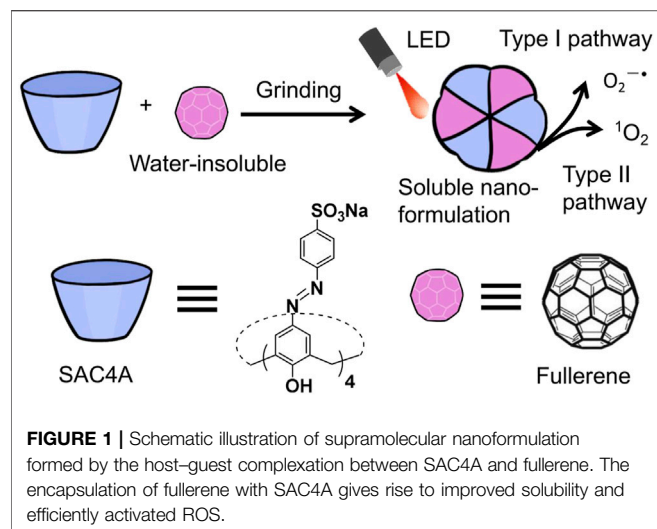 LED
Type I pathway
Grinding
O₂⁻•
+
¹O₂
Water-insoluble
Soluble nano-
formulation
Type II
pathway
SO₃Na
N
N
SAC4A
OH
4
Fullerene
FIGURE 1 | Schematic illustration of supramolecular nanoformulation
formed by the host–guest complexation between SAC4A and fullerene. The
encapsulation of fullerene with SAC4A gives rise to improved solubility and
efficiently activated ROS.